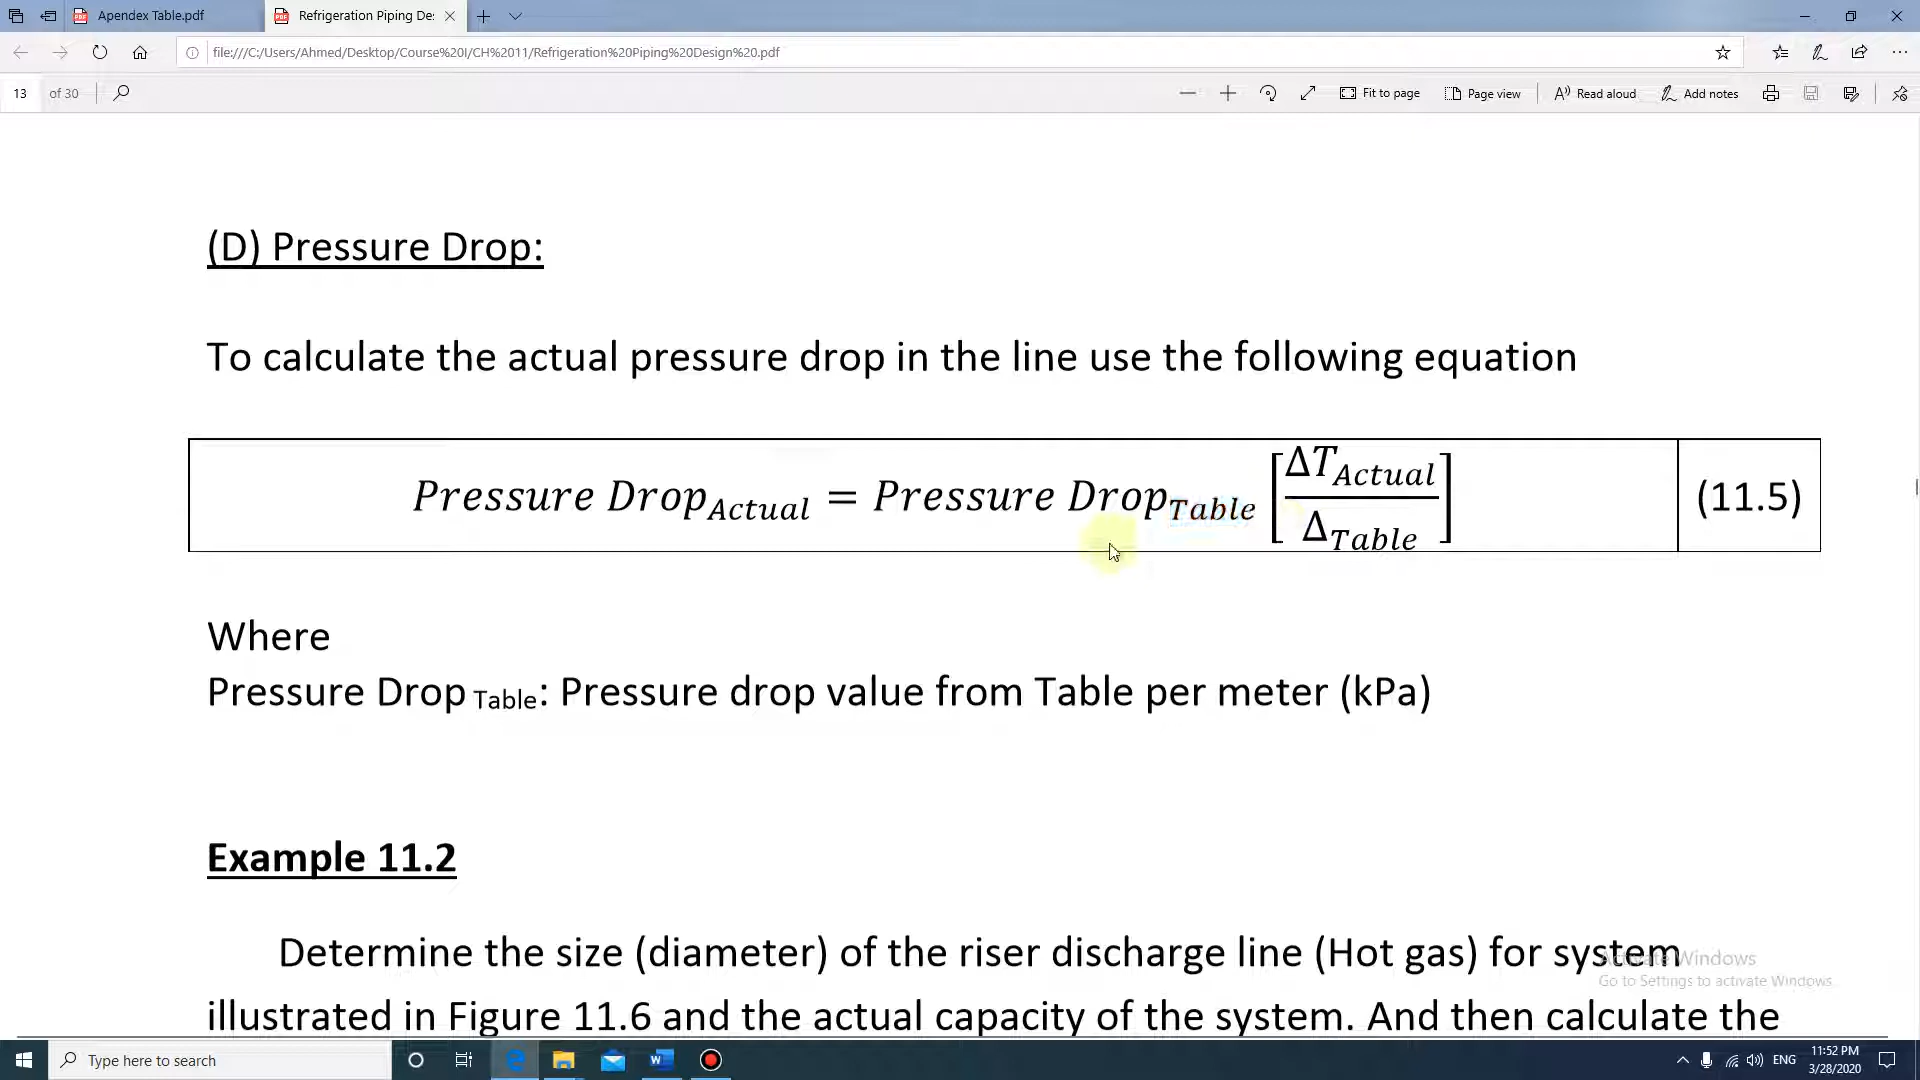 Apendex Table.pdf
Refrigeration Piping De:
file:///C:/Users/Ahmed/Desktop/Course%20I/CH%2011/Refrigeration%20Piping%20Design%20.pdf
13 of 30
Fit to page
Page view
Read aloud
Add notes
(D) Pressure Drop:
To calculate the actual pressure drop in the line use the following equation
Pressure Drop_Actual = Pressure Drop_Table [ΔT_Actual / Δ_Table] (11.5)
Where
Pressure Drop Table: Pressure drop value from Table per meter (kPa)
Example 11.2
Determine the size (diameter) of the riser discharge line (Hot gas) for system
illustrated in Figure 11.6 and the actual capacity of the system. And then calculate the
Activate Windows
Go to Settings to activate Windows.
Type here to search
ENG
11:52 PM
3/28/2020